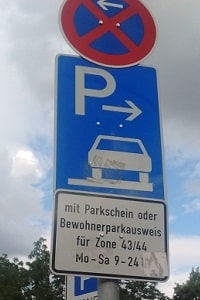 P
mit Parkschein oder
Bewohnerparkausweis
für Zone 43/44
Mo-Sa 9-24